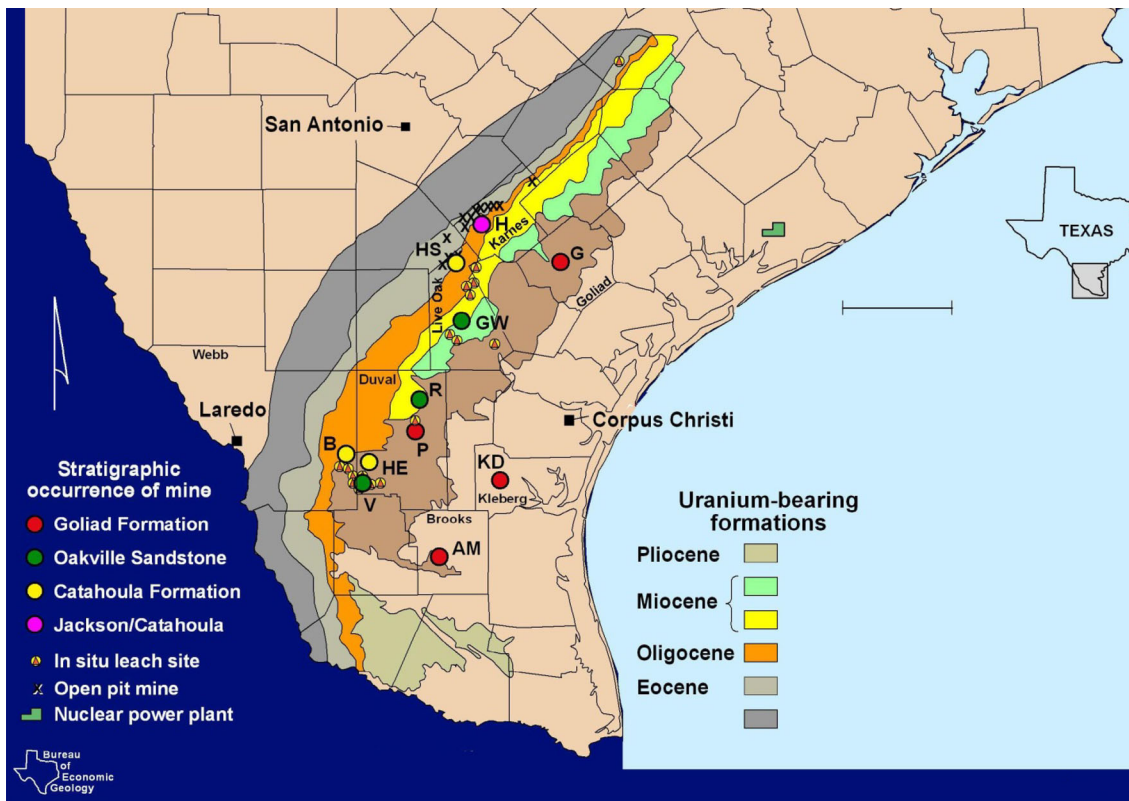 San Antonio
TEXAS
H
Karnes
HS
G
Goliad
Live Oak
GW
Webb
Duval
R
Laredo
Corpus Christi
B
P
HE
KD
Kleberg
V
Brooks
AM
Stratigraphic
occurrence of mine
Goliad Formation
Oakville Sandstone
Catahoula Formation
Jackson/Catahoula
In situ leach site
Open pit mine
Nuclear power plant
Uranium-bearing
formations
Pliocene
Miocene
Oligocene
Eocene
Bureau
of
Economic
Geology